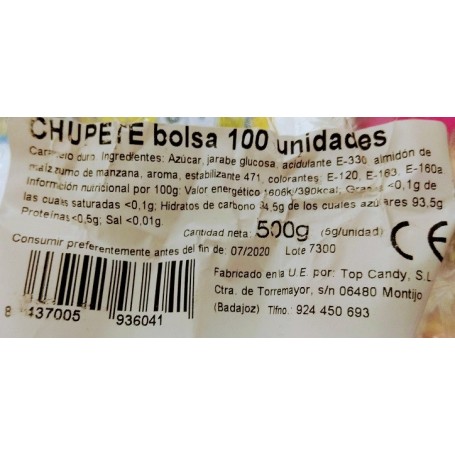 CHUPETE bolsa 100 unidades
Caramelo duro. Ingredientes: Azúcar, jarabe glucosa, acidulante E-330, almidón de
maíz zumo de manzana, aroma, estabilizante 471, colorantes: E-120, E-163, E-160a
Información nutricional por 100g: Valor energético 1606k/390kcal; Grasas <0,1g de
las cuales saturadas <0,1g; Hidratos de carbono 94,5g de los cuales azúcares 93,5g
Proteínas<0,5g; Sal <0,01g.
Cantidad neta: 500g (5g/unidad)
Consumir preferentemente antes del fin de: 07/2020 Lote 7300
CE
Fabricado en la U.E. por: Top Candy, S.L
Ctra. de Torremayor, s/n 06480 Montijo
(Badajoz) Tlfno.: 924 450 693
8 437005 936041